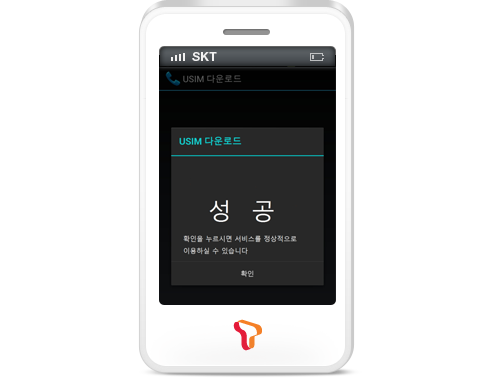 SKT
USIM 다운로드
USIM 다운로드
성 공
확인을 누르시면 서비스를 정상적으로
이용하실 수 있습니다
확인